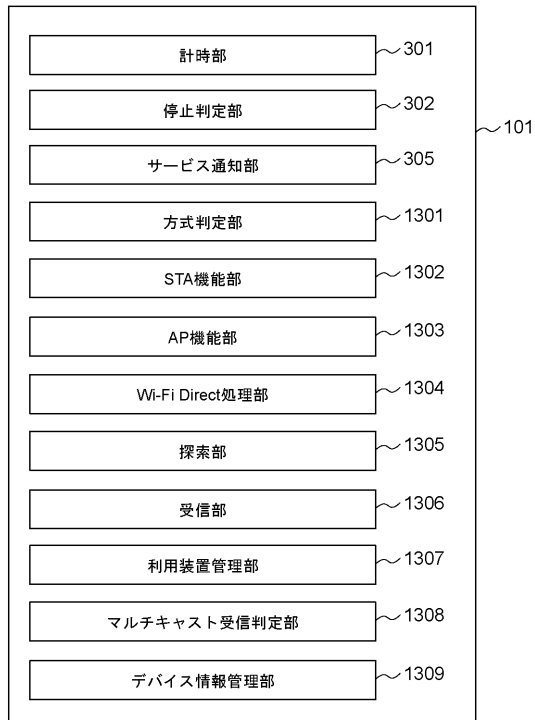 計時部 301
停止判定部 302
101
サービス通知部 305
方式判定部 1301
STA機能部 1302
AP機能部 1303
Wi-Fi Direct処理部 1304
探索部 1305
受信部 1306
利用装置管理部 1307
マルチキャスト受信判定部 1308
デバイス情報管理部 1309